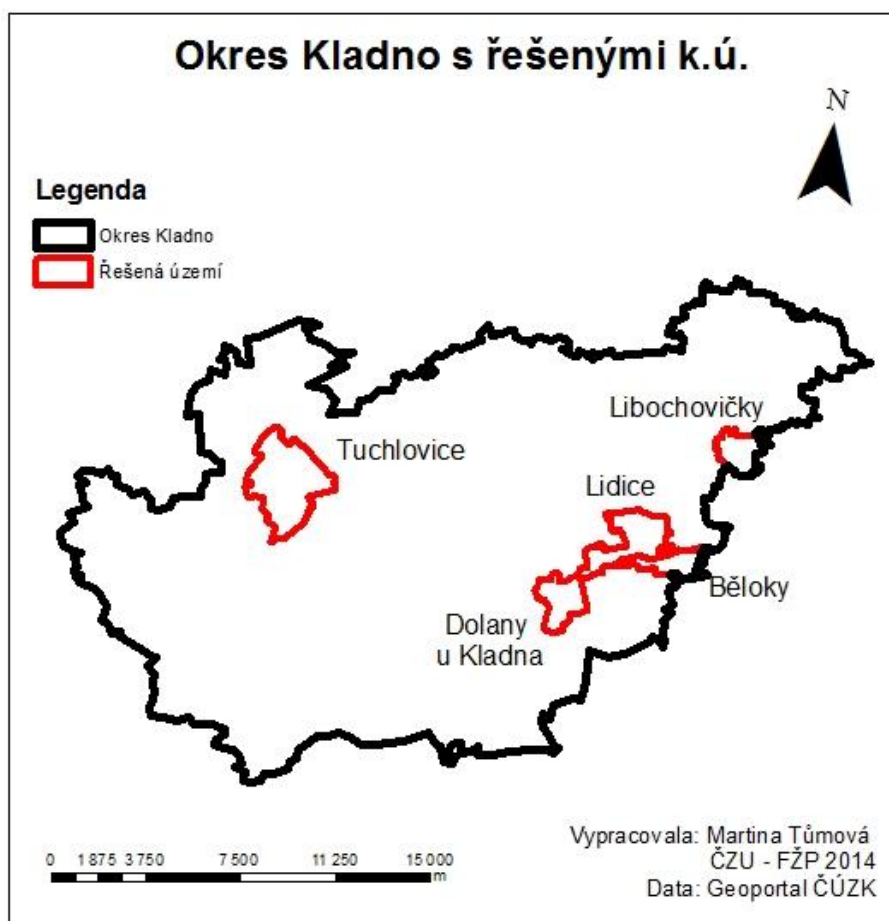 Okres Kladno s řešenými k.ú.
N
Legenda
Okres Kladno
Řešená území
Libochovičky
Tuchlovice
Lidice
Běloky
Dolany
u Kladna
0 1 875 3 750 7 500 11 250 15 000
m
Vypracovala: Martina Tůmová
ČZU - FŽP 2014
Data: Geoportal ČÚZK